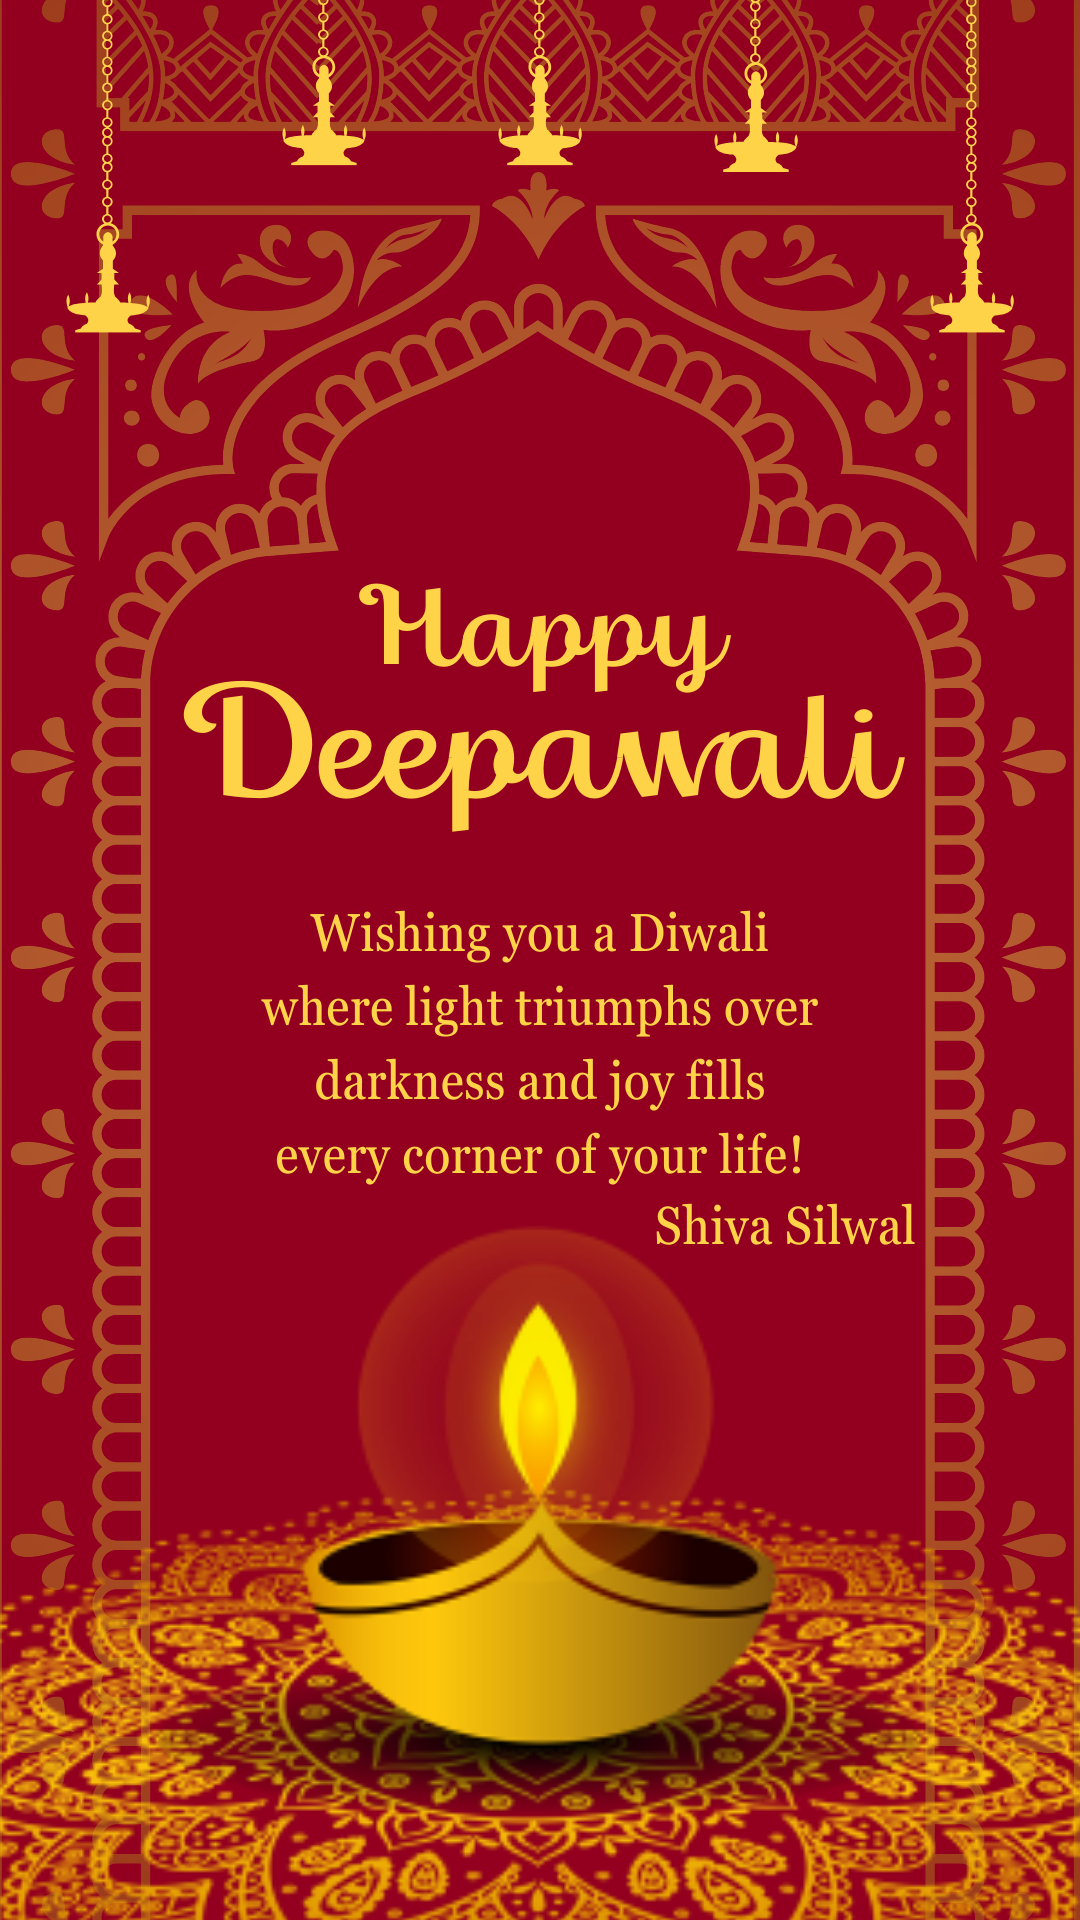 Happy
Deepawali
Wishing you a Diwali
where light triumphs over
darkness and joy fills
every corner of your life!
Shiva Silwal